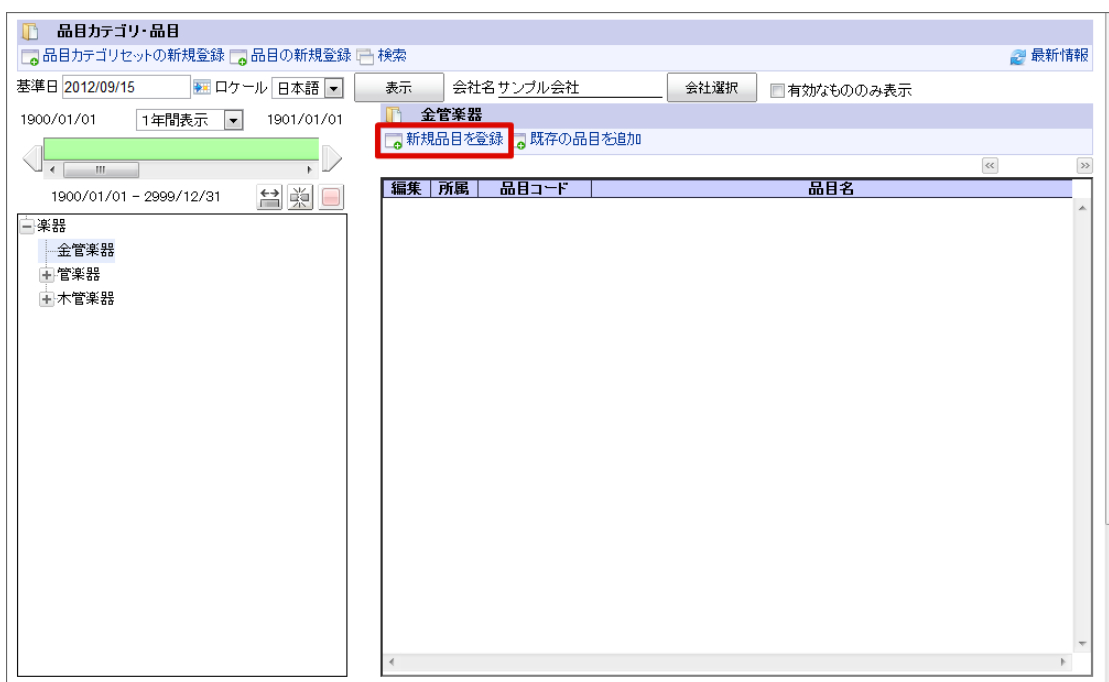 品目カテゴリ・品目
品目カテゴリセットの新規登録 品目の新規登録 検索 最新情報
基準日 2012/09/15 ロケール 日本語 表示 会社名 サンプル会社 会社選択 有効なもののみ表示
1900/01/01 1年間表示 1901/01/01
1900/01/01 - 2999/12/31
楽器
金管楽器
管楽器
木管楽器
金管楽器
新規品目を登録 既存の品目を追加
<< >>
編集 所属 品目コード 品目名